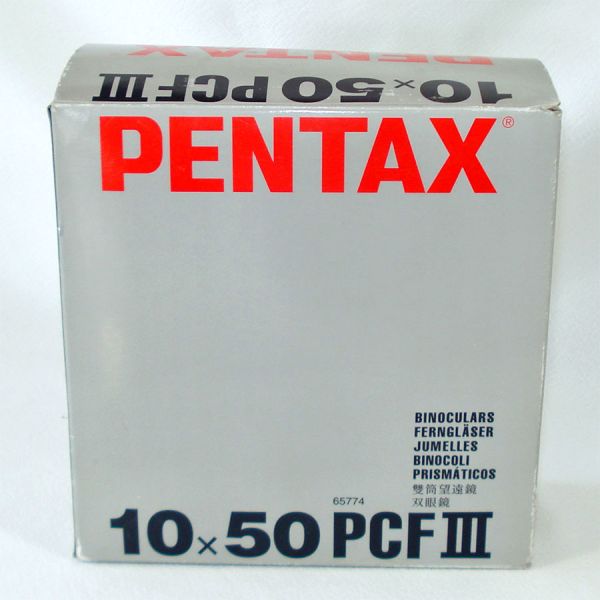 PENTAX
10×50 PCF III
PENTAX®
BINOCULARS
FERNGLÄSER
JUMELLES
BINOCOLI
PRISMÁTICOS
雙筒望遠鏡
双眼鏡
65774
10×50 PCF III